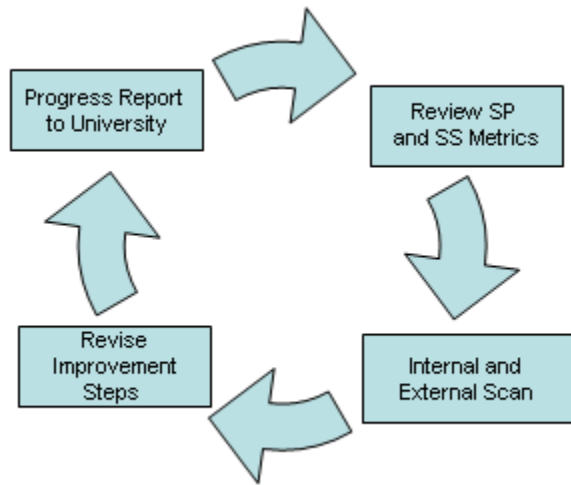 Progress Report
to University
Review SP
and SS Metrics
Internal and
External Scan
Revise
Improvement
Steps